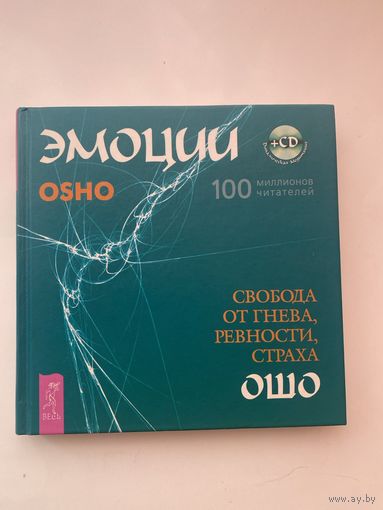 ЭМОЦИИ
+CD
OSHO
100 МИЛЛИОНОВ
ЧИТАТЕЛЕЙ
СВОБОДА
ОТ ГНЕВА,
РЕВНОСТИ,
СТРАХА
ОШО
ВЕСЬ
www.ay.by